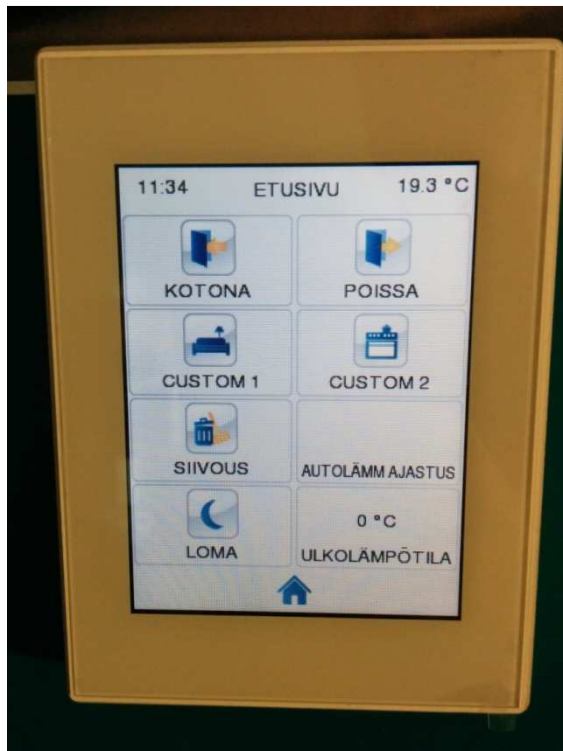 11:34 ETUSIVU 19.3 °C
KOTONA POISSA
CUSTOM 1 CUSTOM 2
SIIVOUS AUTOLÄMM AJASTUS
0 °C
LOMA ULKOLÄMPÖTILA